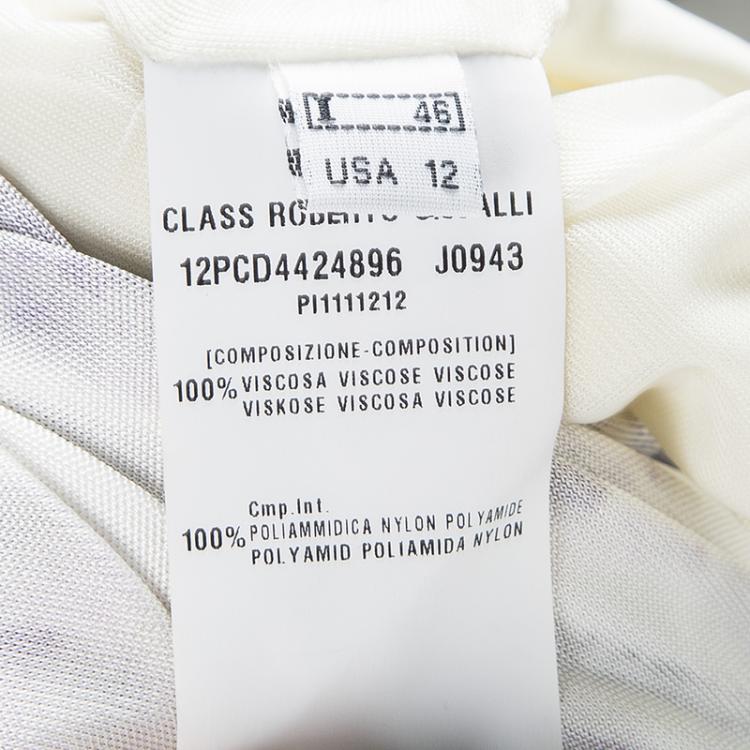 [I 46]
USA 12
CLASS ROBERTO CAVALLI
12PCD4424896 J0943
PI1111212
[COMPOSIZIONE-COMPOSITION]
100% VISCOSA VISCOSE VISCOSE
VISKOSE VISCOSA VISCOSE
Cmp.Int.
100% POLIAMMIDICA NYLON POLYAMIDE
POLYAMID POLIAMIDA NYLON